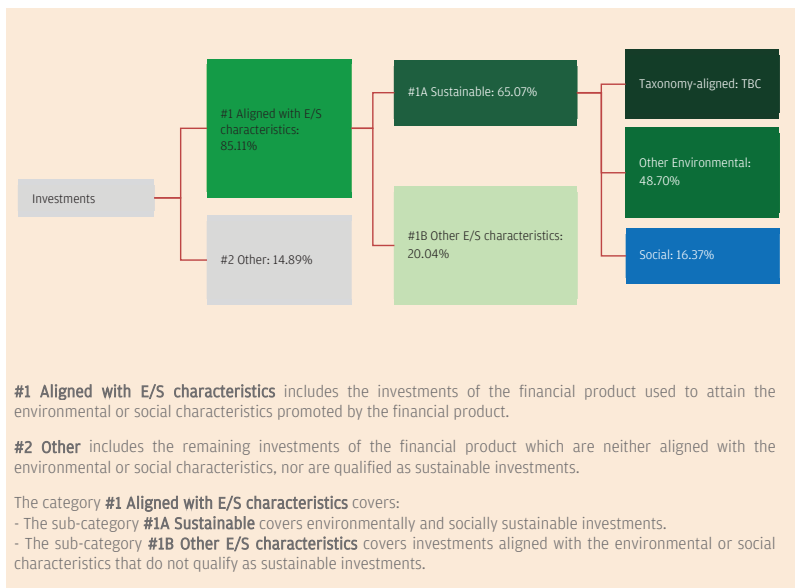 Investments
#1 Aligned with E/S
characteristics:
85.11%
#2 Other: 14.89%
#1A Sustainable: 65.07%
#1B Other E/S characteristics:
20.04%
Taxonomy-aligned: TBC
Other Environmental:
48.70%
Social: 16.37%
#1 Aligned with E/S characteristics includes the investments of the financial product used to attain the
environmental or social characteristics promoted by the financial product.
#2 Other includes the remaining investments of the financial product which are neither aligned with the
environmental or social characteristics, nor are qualified as sustainable investments.
The category #1 Aligned with E/S characteristics covers:
- The sub-category #1A Sustainable covers environmentally and socially sustainable investments.
- The sub-category #1B Other E/S characteristics covers investments aligned with the environmental or social
characteristics that do not qualify as sustainable investments.